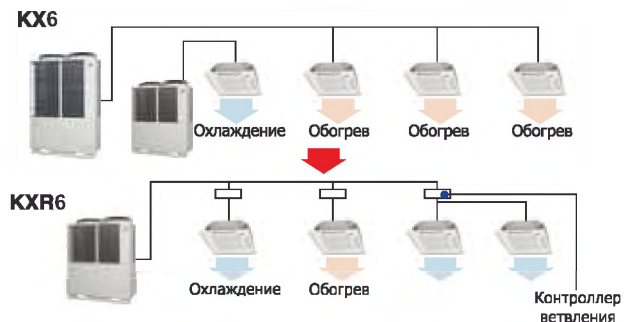 KX6
Охлаждение Обогрев Обогрев Обогрев
KXR6
Охлаждение Обогрев
Контроллер
ветвления